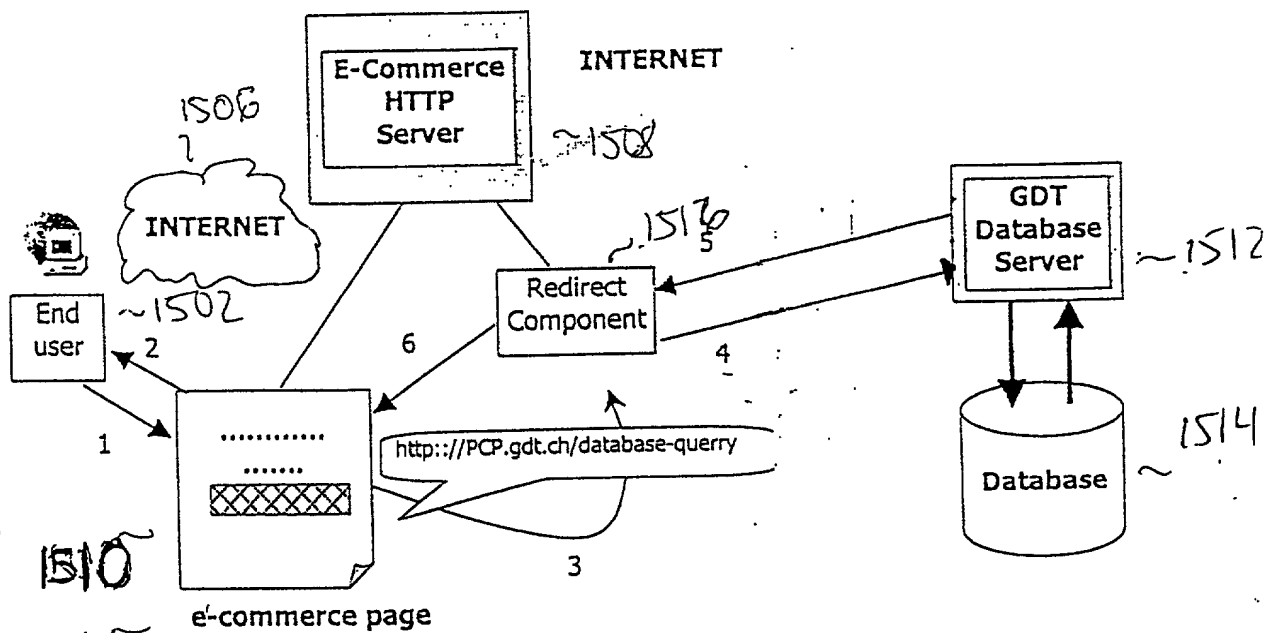 E-Commerce
HTTP
Server
INTERNET
1506
~1508
INTERNET
1516
5
GDT
Database
Server
~1512
End
user
~1502
Redirect
Component
2
6
4
1
http:://PCP.gdt.ch/database-querry
Database
~1514
3
1510
e-commerce page